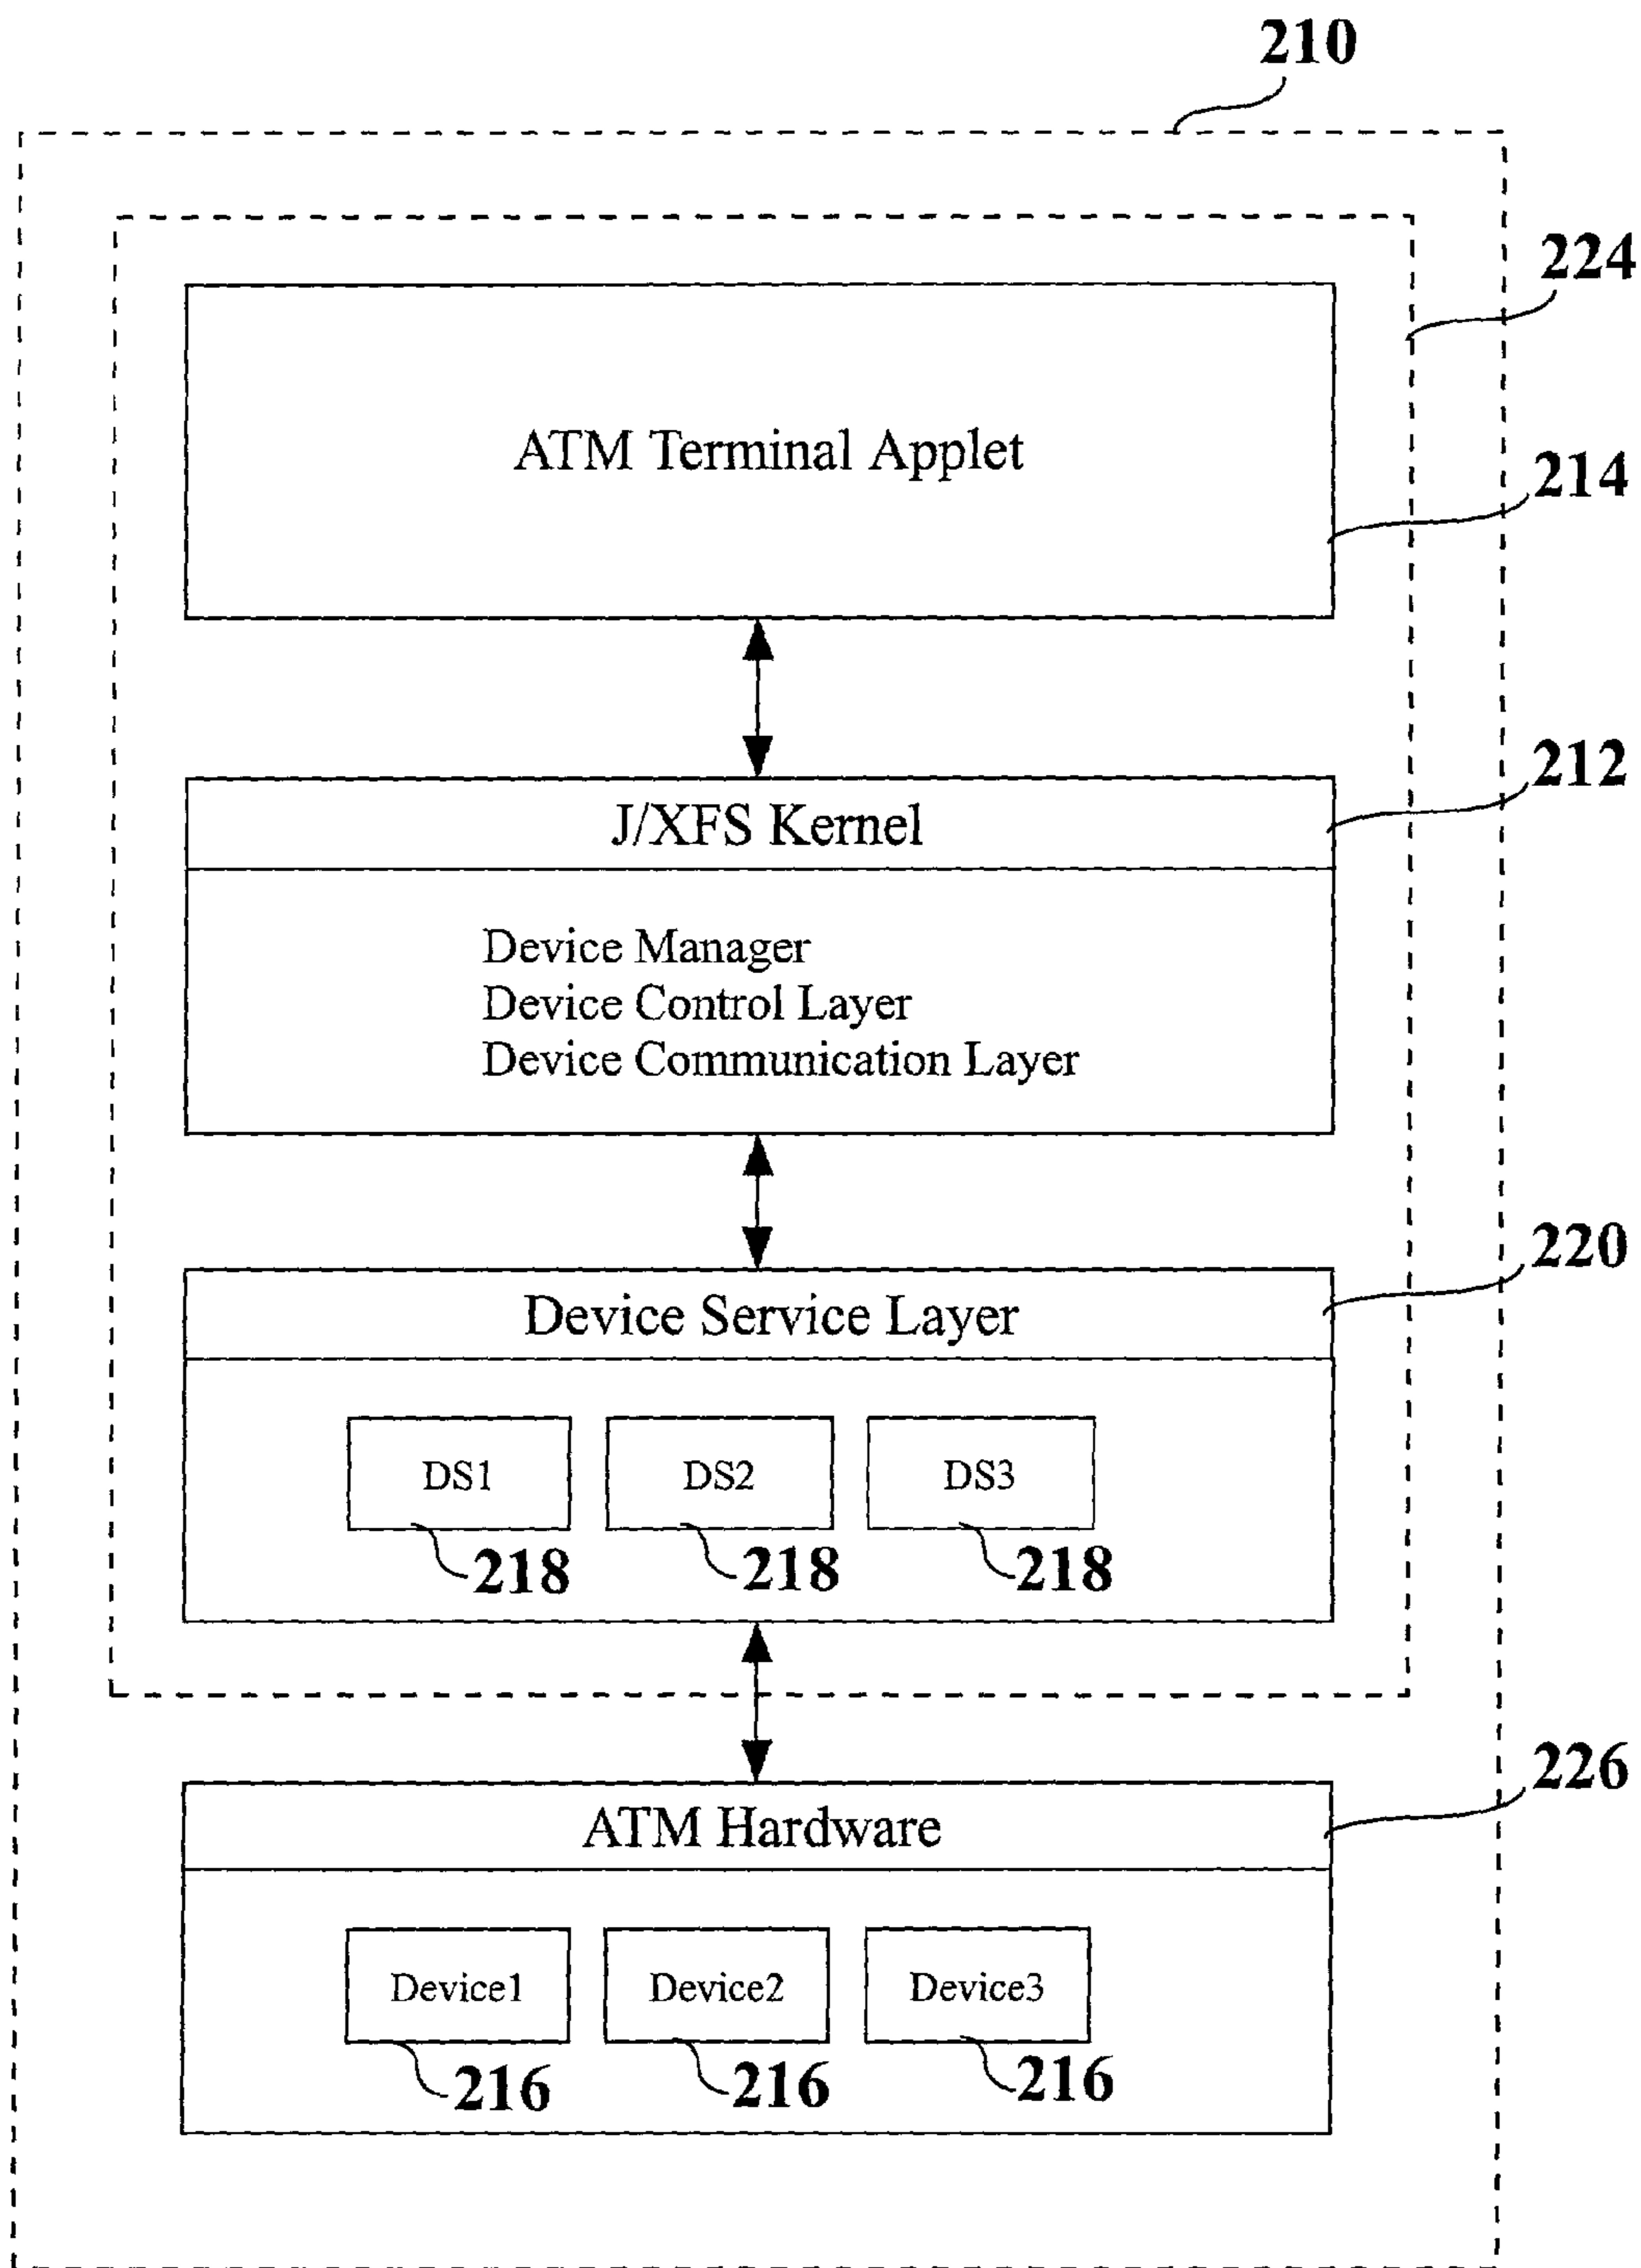 210
224
ATM Terminal Applet
214
212
J/XFS Kernel
Device Manager
Device Control Layer
Device Communication Layer
220
Device Service Layer
DS1 DS2 DS3
218 218 218
226
ATM Hardware
Device1 Device2 Device3
216 216 216